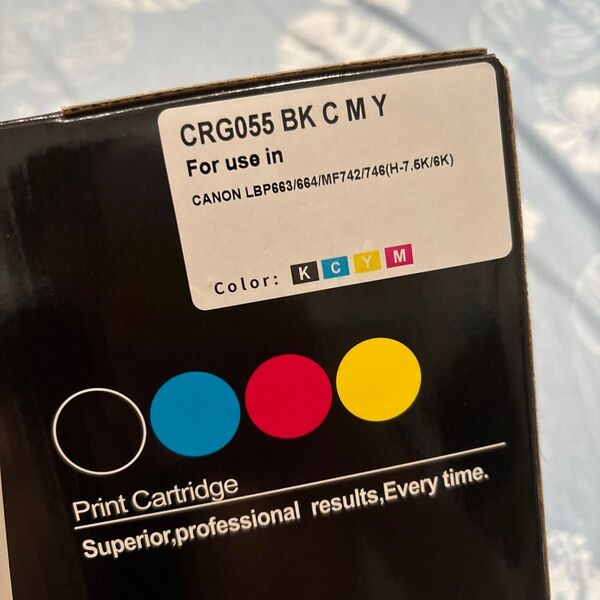 CRG055 BK C M Y
For use in
CANON LBP663/664/MF742/746(H-7.6K/6K)
Color: K C Y M
Print Cartridge
Superior,professional results,Every time.